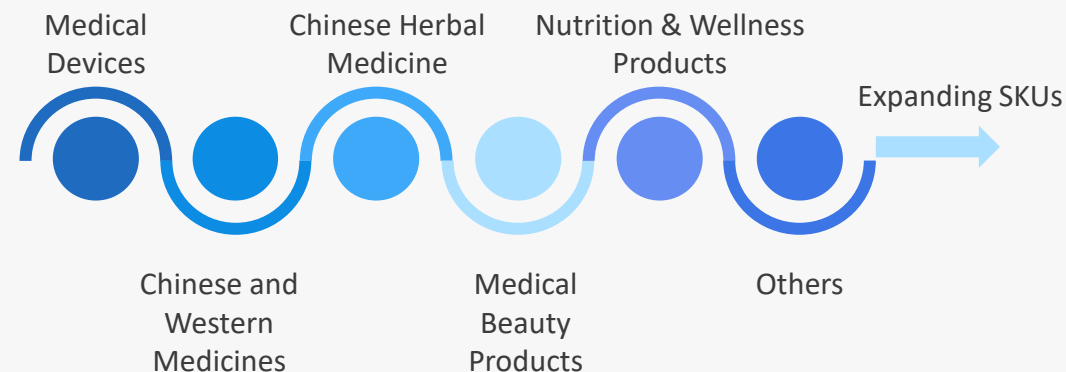 Medical
Devices
Chinese Herbal
Medicine
Nutrition & Wellness
Products
Expanding SKUs
Chinese and
Western
Medicines
Medical
Beauty
Products
Others